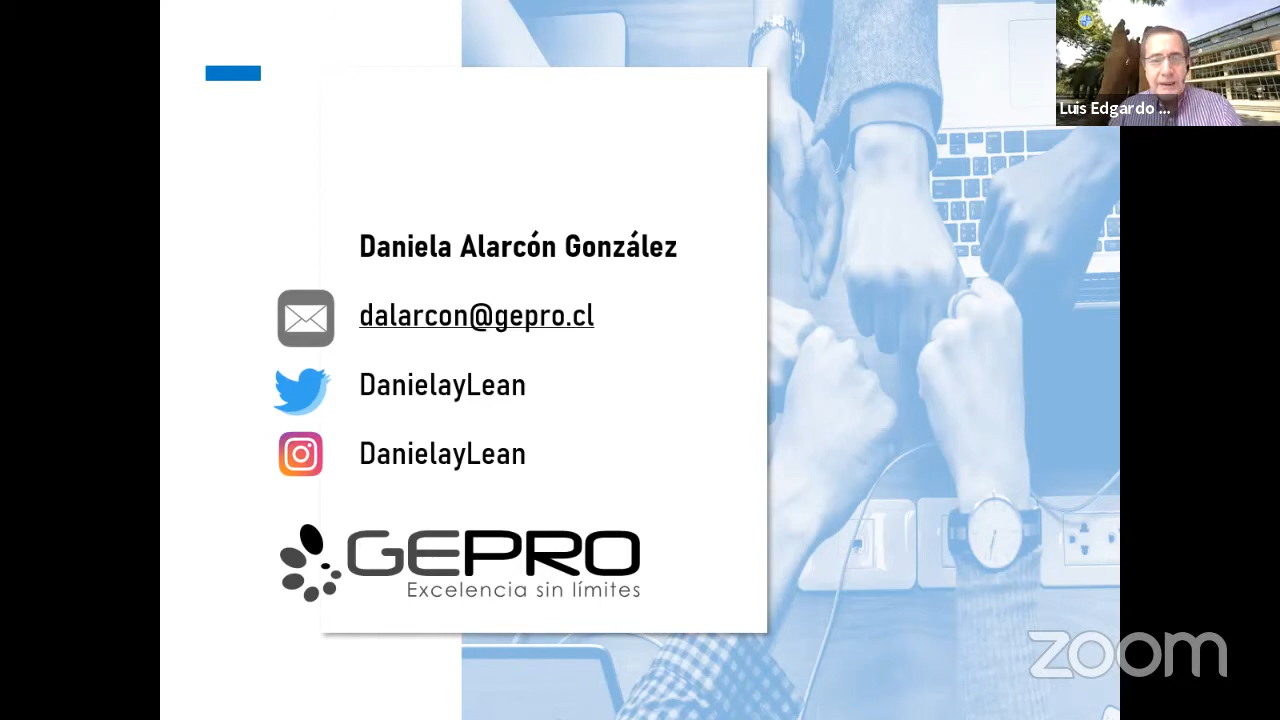 Luis Edgardo ...
Daniela Alarcón González
dalarcon@gepro.cl
DanielayLean
DanielayLean
GEPRO
Excelencia sin límites
zoom